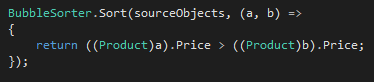 BubbleSorter.Sort(sourceObjects, (a, b) =>
{
    return ((Product)a).Price > ((Product)b).Price;
});